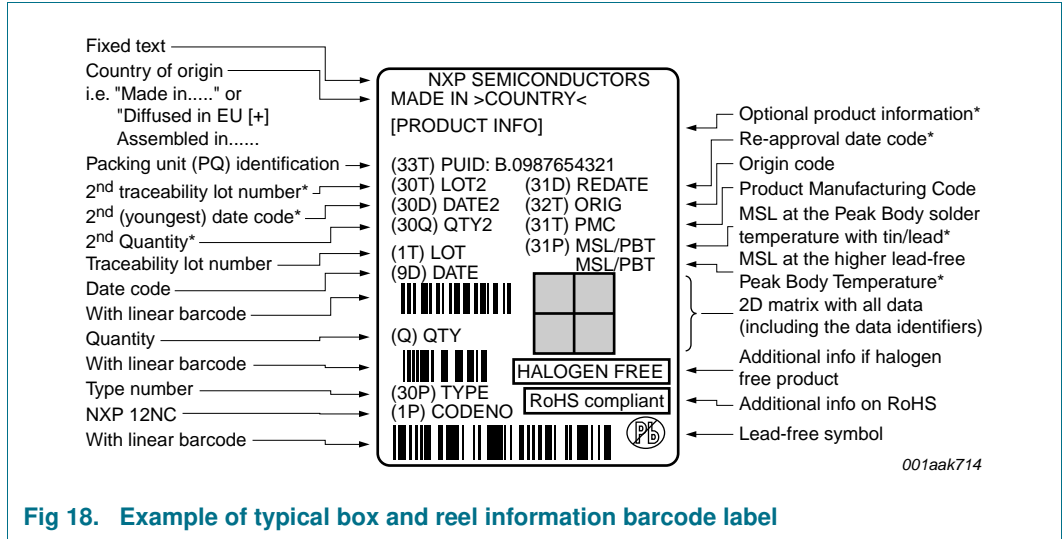 Fixed text
Country of origin
i.e. "Made in....." or
"Diffused in EU [+]
Assembled in......
Packing unit (PQ) identification
2nd traceability lot number*
2nd (youngest) date code*
2nd Quantity*
Traceability lot number
Date code
With linear barcode
Quantity
With linear barcode
Type number
NXP 12NC
With linear barcode
NXP SEMICONDUCTORS
MADE IN >COUNTRY<
[PRODUCT INFO]
(33T) PUID: B.0987654321
(30T) LOT2 (31D) REDATE
(30D) DATE2 (32T) ORIG
(30Q) QTY2 (31T) PMC
(31P) MSL/PBT
(1T) LOT
MSL/PBT
(9D) DATE
(Q) QTY
HALOGEN FREE
(30P) TYPE
RoHS compliant
(1P) CODENO
Pb
Optional product information*
Re-approval date code*
Origin code
Product Manufacturing Code
MSL at the Peak Body solder
temperature with tin/lead*
MSL at the higher lead-free
Peak Body Temperature*
2D matrix with all data
(including the data identifiers)
Additional info if halogen
free product
Additional info on RoHS
Lead-free symbol
001aak714
Fig 18. Example of typical box and reel information barcode label